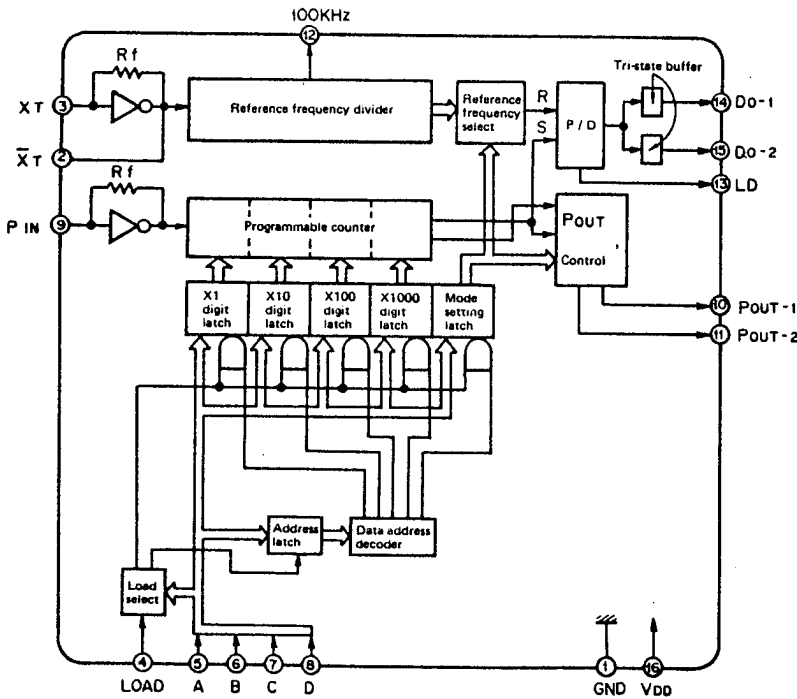 100KHz
12
Rf
Tri-state buffer
XT
3
Reference frequency divider
Reference
frequency
select
R
S
P/D
14
DO-1
X̅T
2
15
DO-2
13
LD
Rf
P IN
9
Programmable counter
POUT
Control
X1
digit
latch
X10
digit
latch
X100
digit
latch
X1000
digit
latch
Mode
setting
latch
10
POUT-1
11
POUT-2
Address
latch
Data address
decoder
Load
select
4
5
6
7
8
1
16
LOAD
A
B
C
D
GND
VDD